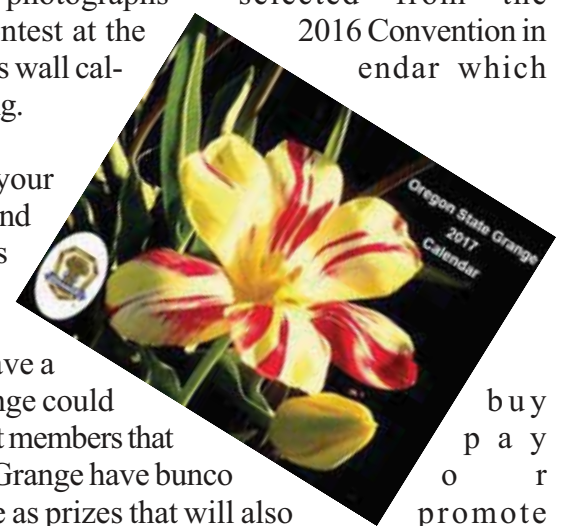 photographs selected from the
ntest at the 2016 Convention in
s wall cal- endar which
g.
your
nd
s
Oregon State Grange
2017
Calendar
ave a
nge could buy
t members that pay
Grange have bunco or
e as prizes that will also promote